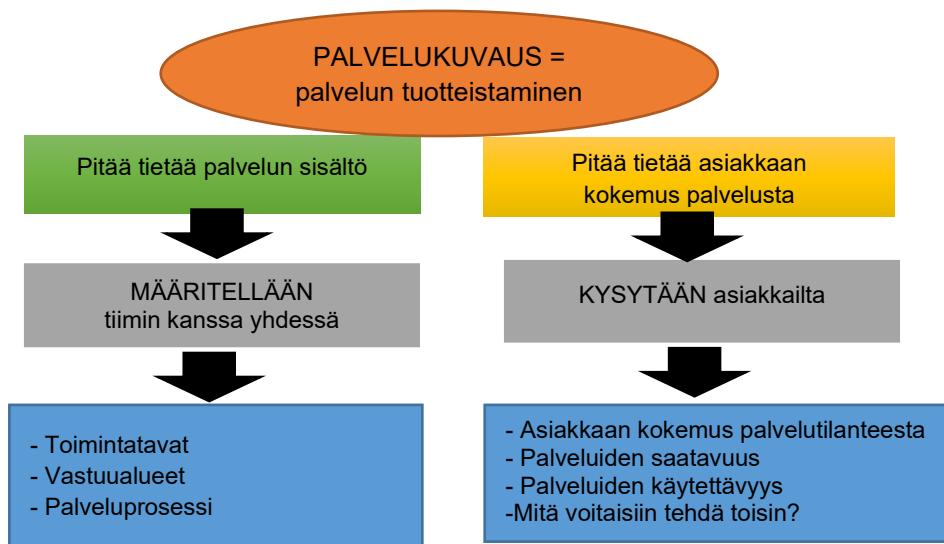 PALVELUKUVAUS =
palvelun tuotteistaminen
Pitää tietää palvelun sisältö
MÄÄRITELLÄÄN
tiimin kanssa yhdessä
- Toimintatavat
- Vastuualueet
- Palveluprosessi
Pitää tietää asiakkaan
kokemus palvelusta
KYSYTÄÄN asiakkailta
- Asiakkaan kokemus palvelutilanteesta
- Palveluiden saatavuus
- Palveluiden käytettävyys
-Mitä voitaisiin tehdä toisin?